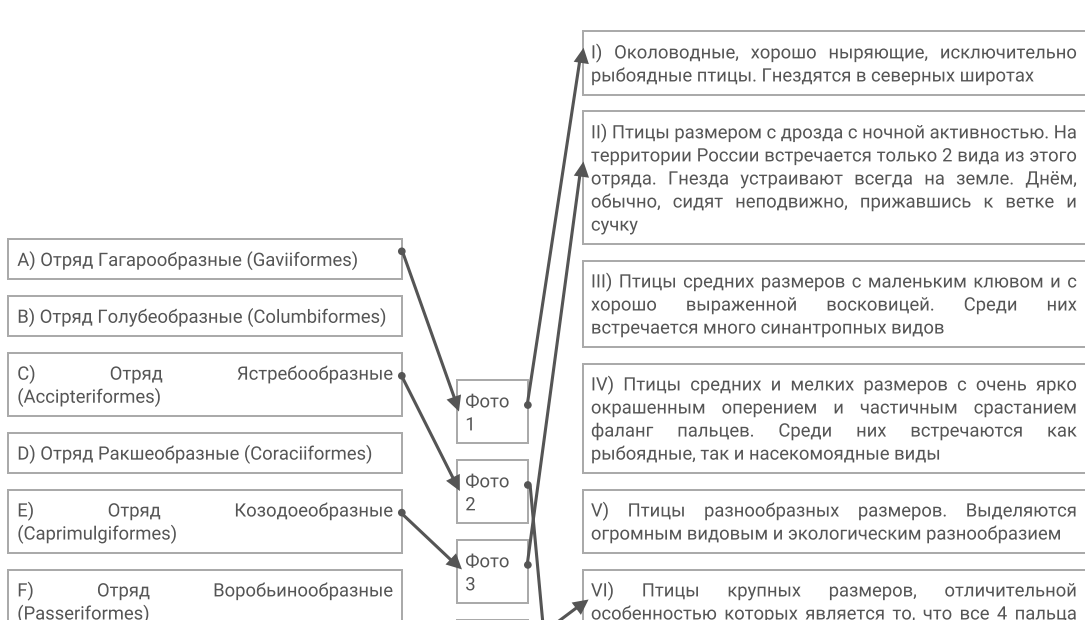 I) Околоводные, хорошо ныряющие, исключительно
рыбоядные птицы. Гнездятся в северных широтах
II) Птицы размером с дрозда с ночной активностью. На
территории России встречается только 2 вида из этого
отряда. Гнезда устраивают всегда на земле. Днём,
обычно, сидят неподвижно, прижавшись к ветке и
сучку
A) Отряд Гагарообразные (Gaviiformes)
B) Отряд Голубеобразные (Columbiformes)
C) Отряд Ястребообразные
(Accipiteriformes)
D) Отряд Ракшеобразные (Coraciiformes)
E) Отряд Козодоеобразные
(Caprimulgiformes)
F) Отряд Воробьинообразные
(Passeriformes)
Фото
1
Фото
2
Фото
3
III) Птицы средних размеров с маленьким клювом и с
хорошо выраженной восковицей. Среди них
встречается много синантропных видов
IV) Птицы средних и мелких размеров с очень ярко
окрашенным оперением и частичным срастанием
фаланг пальцев. Среди них встречаются как
рыбоядные, так и насекомоядные виды
V) Птицы разнообразных размеров. Выделяются
огромным видовым и экологическим разнообразием
VI) Птицы крупных размеров, отличительной
особенностью которых является то, что все 4 пальца